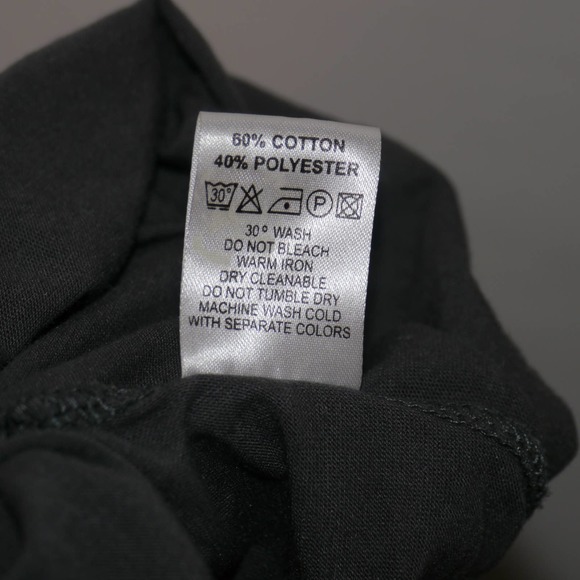 60% COTTON
40% POLYESTER
30° P
30° WASH
DO NOT BLEACH
WARM IRON
DRY CLEANABLE
DO NOT TUMBLE DRY
MACHINE WASH COLD
WITH SEPARATE COLORS